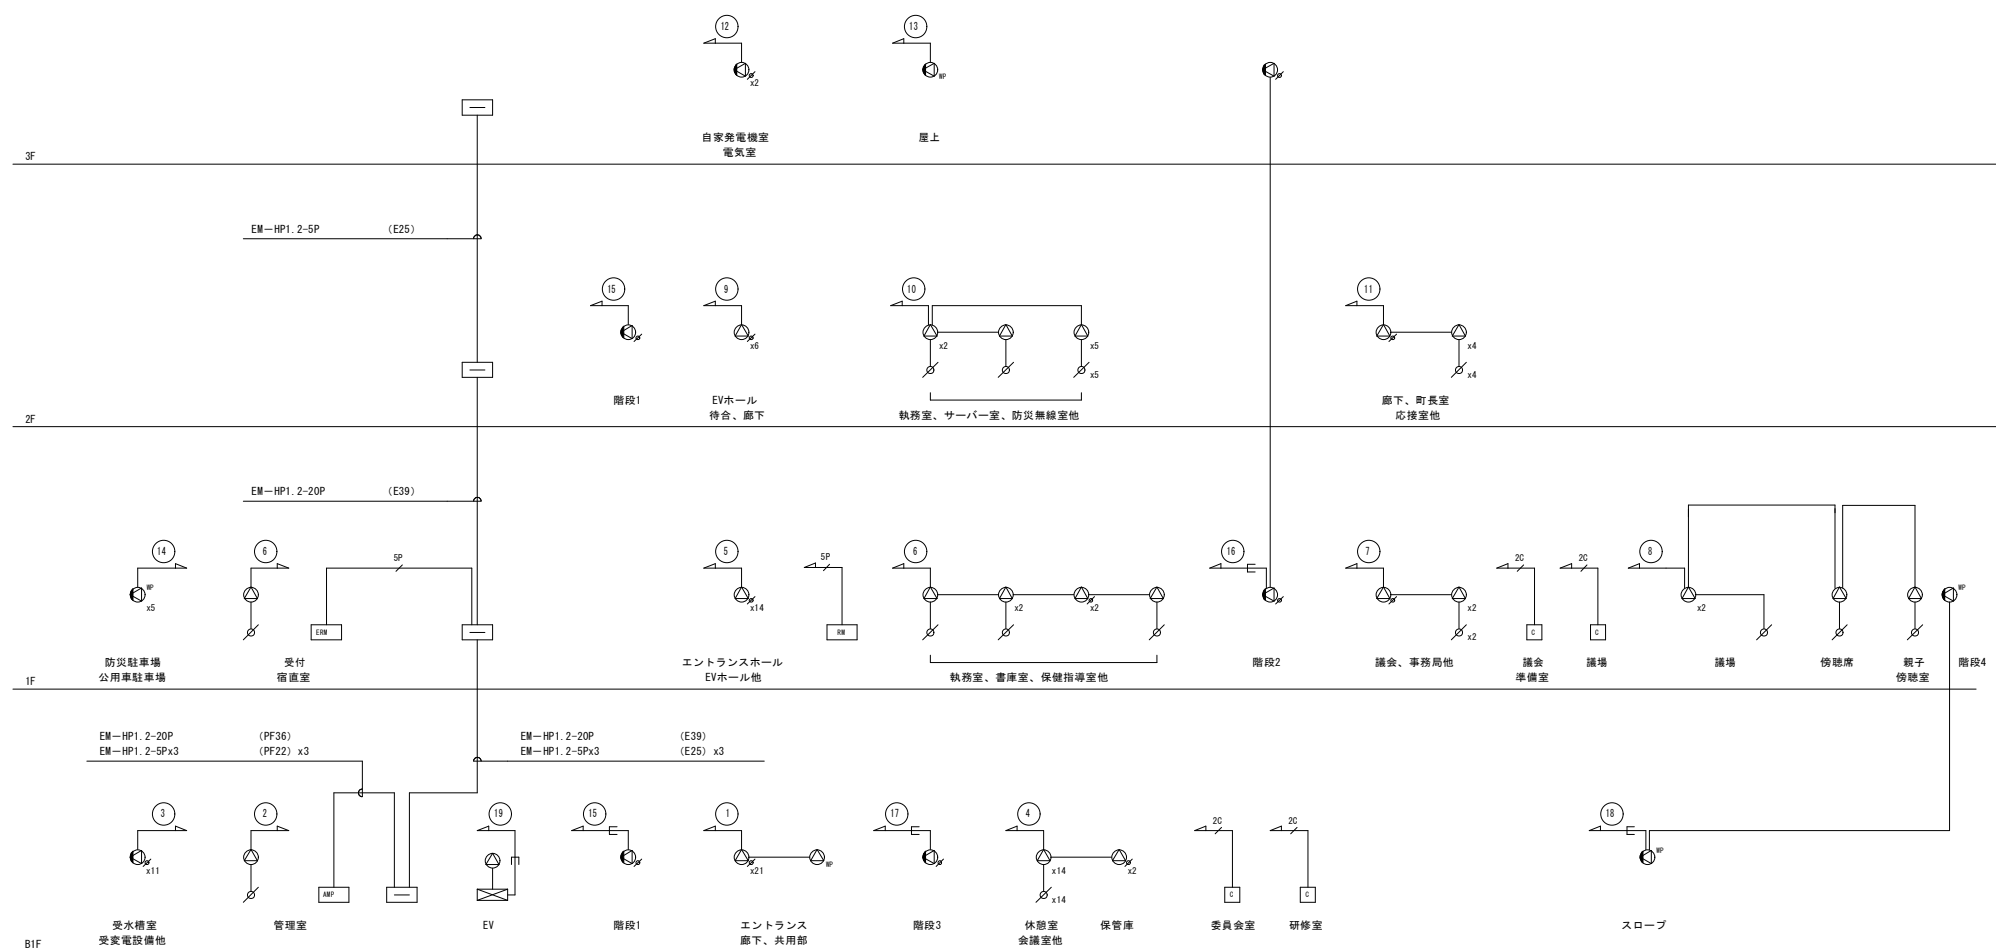 12
13
x2
WP
自家発電機室
電気室
屋上
3F
EM－HP1.2-5P (E25)
15
9
10
11
x6
x2
x5
x5
x4
x4
階段1
EVホール
待合、廊下
執務室、サーバー室、防災無線室他
廊下、町長室
応接室他
2F
EM－HP1.2-20P (E39)
14
6
5P
5
5P
6
16
7
2C
2C
8
WP
x5
x14
x2
x2
x2
x2
x2
WP
ERM
RM
C
C
防災駐車場
公用車駐車場
受付
宿直室
エントランスホール
EVホール他
執務室、書庫室、保健指導室他
階段2
議会、事務局他
議会
準備室
議場
議場
傍聴席
親子
傍聴室
階段4
1F
EM－HP1.2-20P (PF36)
EM－HP1.2-5Px3 (PF22) x3
EM－HP1.2-20P (E39)
EM－HP1.2-5Px3 (E25) x3
3
2
19
15
1
17
4
2C
2C
18
x11
x21
WP
x14
x14
x2
WP
AMP
C
C
受水槽室
受変電設備他
管理室
EV
階段1
エントランス
廊下、共用部
階段3
休憩室
会議室他
保管庫
委員会室
研修室
スロープ
B1F